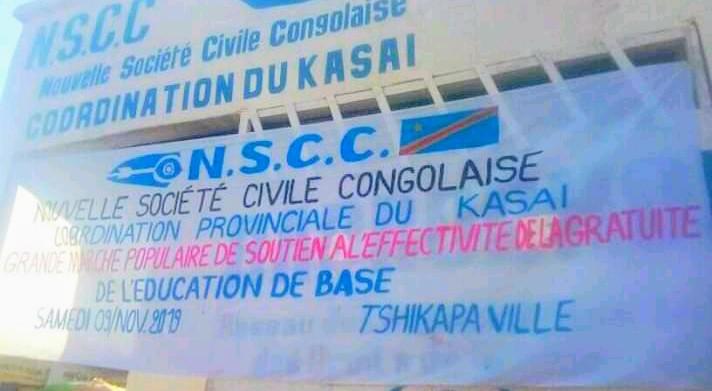 N.S.C.C
Nouvelle Société Civile Congolaise
COORDINATION DU KASAI
N.S.C.C.
NOUVELLE SOCIÉTÉ CIVILE CONGOLAISE
COORDINATION PROVINCIALE DU KASAI
GRANDE MARCHE POPULAIRE DE SOUTIEN A L'EFFECTIVITE DE LA GRATUITE
DE L'EDUCATION DE BASE
SAMEDI 09/NOV.2019 TSHIKAPA VILLE